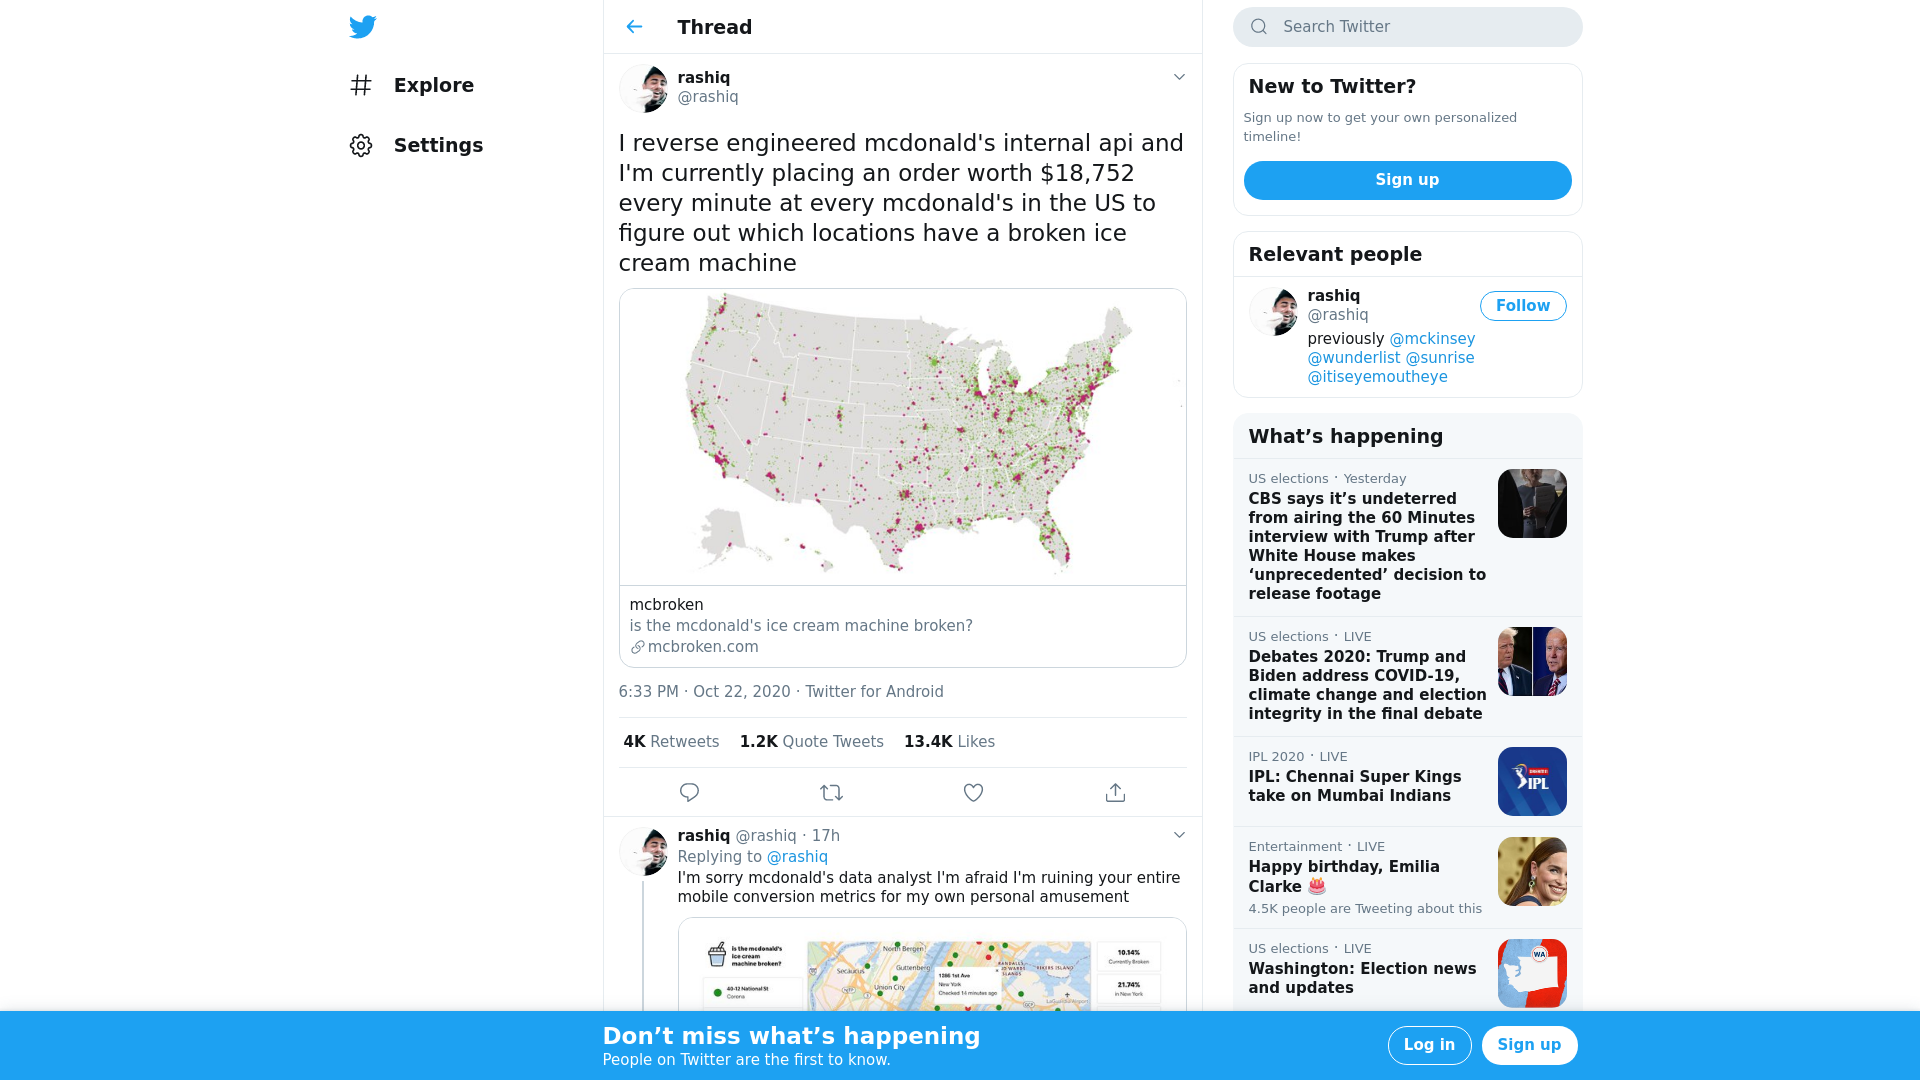 Explore
Settings
Thread
rashiq
@rashiq
I reverse engineered mcdonald's internal api and
I'm currently placing an order worth $18,752
every minute at every mcdonald's in the US to
figure out which locations have a broken ice
cream machine
mcbroken
is the mcdonald's ice cream machine broken?
mcbroken.com
6:33 PM · Oct 22, 2020 · Twitter for Android
4K Retweets 1.2K Quote Tweets 13.4K Likes
rashiq @rashiq · 17h
Replying to @rashiq
I'm sorry mcdonald's data analyst I'm afraid I'm ruining your entire
mobile conversion metrics for my own personal amusement
is the mcdonald's
ice cream
machine broken?
40-12 National St
Corona
North Bergen
Secaucus
Guttenberg
Union City
1286 1st Ave
New York
Checked 14 minutes ago
RANDALLS
AND WARDS
ISLANDS
RIKERS ISLAND
LaGuardia Airport
10.14%
Currently Broken
21.74%
in New York
Search Twitter
New to Twitter?
Sign up now to get your own personalized
timeline!
Sign up
Relevant people
rashiq
@rashiq
Follow
previously @mckinsey
@wunderlist @sunrise
@itiseyemoutheye
What’s happening
US elections · Yesterday
CBS says it’s undeterred
from airing the 60 Minutes
interview with Trump after
White House makes
‘unprecedented’ decision to
release footage
US elections · LIVE
Debates 2020: Trump and
Biden address COVID-19,
climate change and election
integrity in the final debate
IPL 2020 · LIVE
IPL: Chennai Super Kings
take on Mumbai Indians
IPL
Entertainment · LIVE
Happy birthday, Emilia
Clarke 🎂
4.5K people are Tweeting about this
US elections · LIVE
Washington: Election news
and updates
WA
Don’t miss what’s happening
People on Twitter are the first to know.
Log in
Sign up